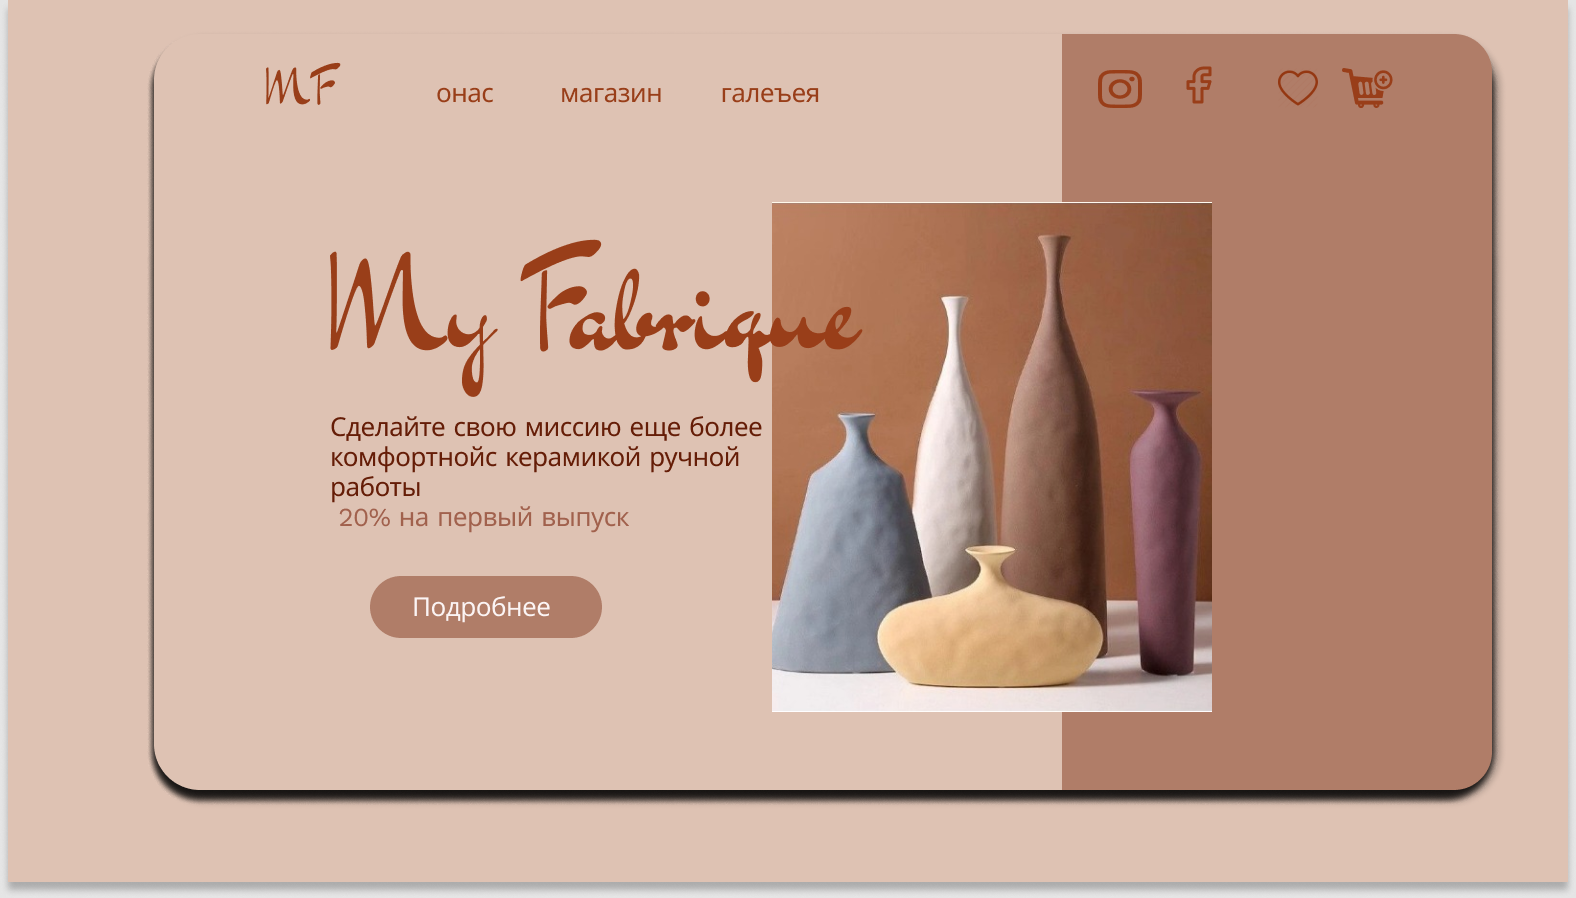 MF
онас
магазин
галеъея
My Fabrique
Сделайте свою миссию еще более
комфортнойс керамикой ручной
работы
20% на первый выпуск
Подробнее